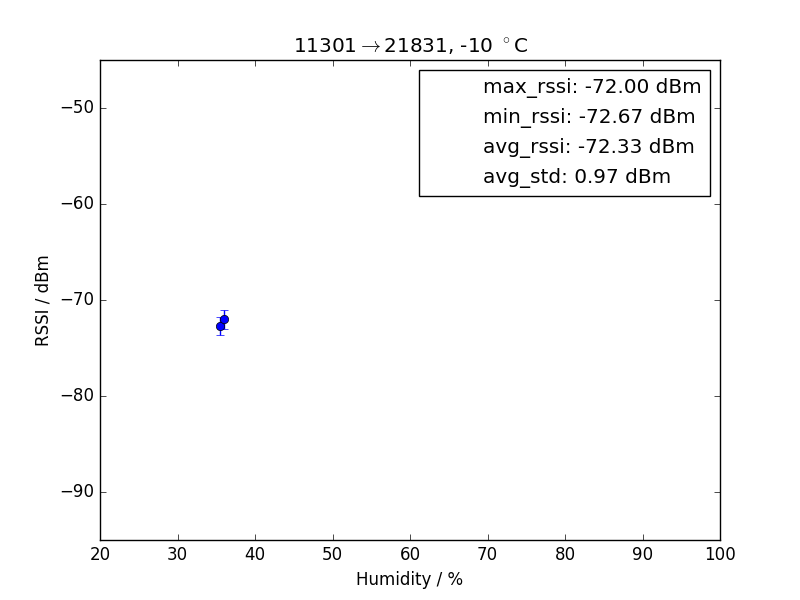 11301→21831, -10 °C
max_rssi: -72.00 dBm
min_rssi: -72.67 dBm
avg_rssi: -72.33 dBm
avg_std: 0.97 dBm
RSSI / dBm
−50
−60
−70
−80
−90
20 30 40 50 60 70 80 90 100
Humidity / %